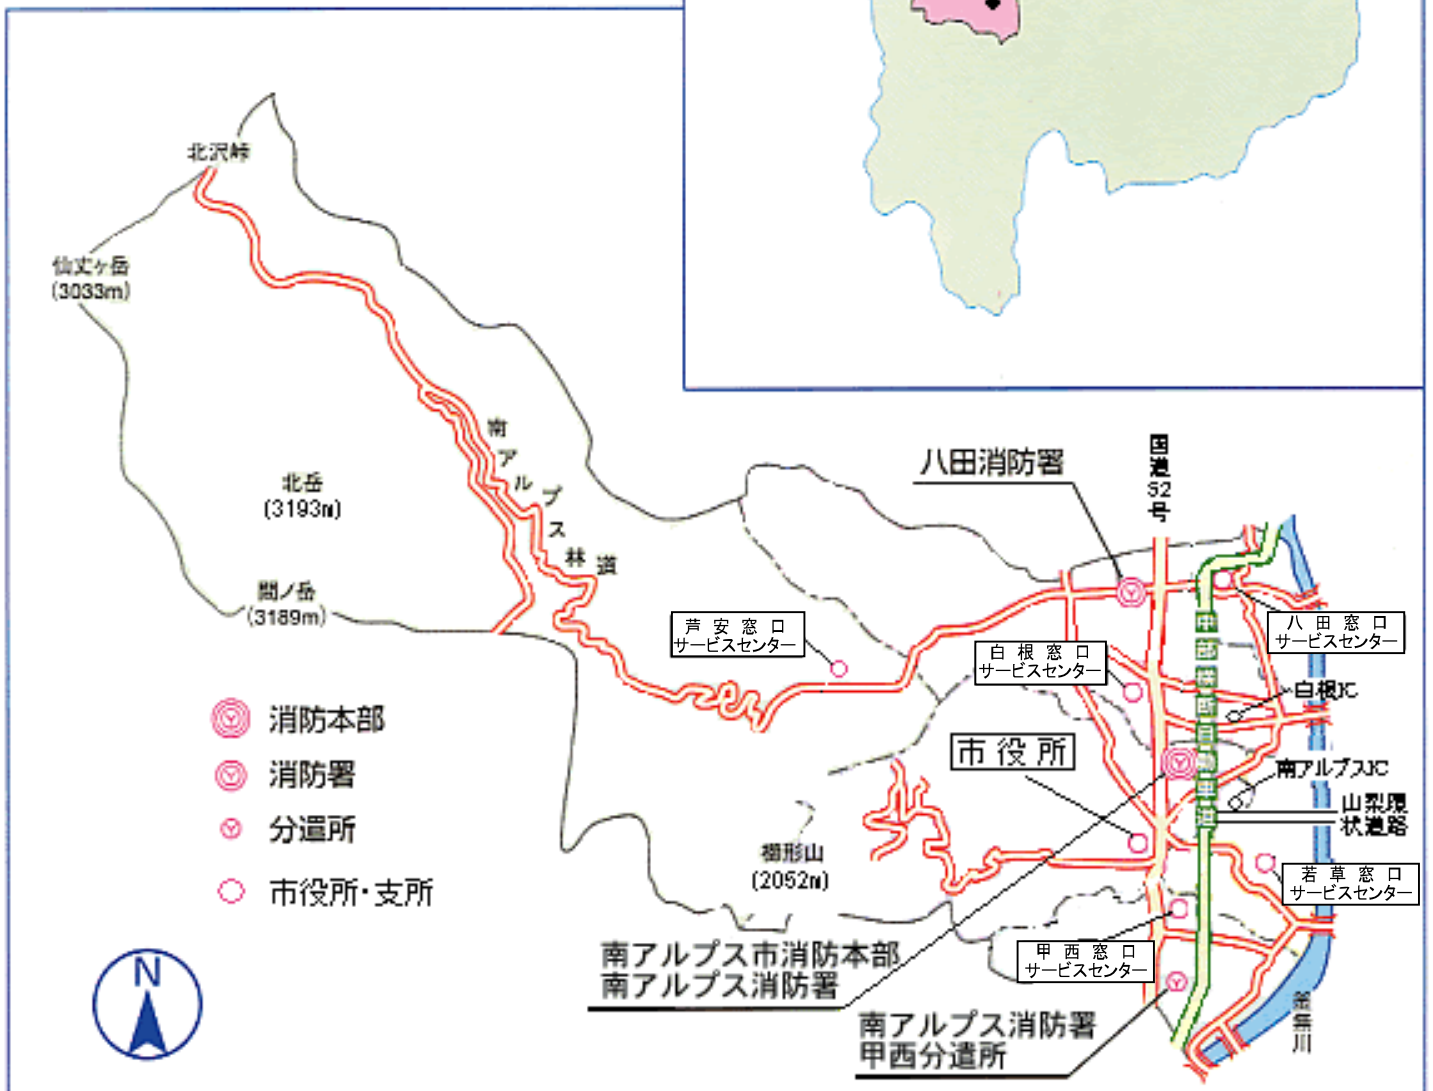 北沢峠
仙丈ヶ岳
(3033m)
北岳
(3193m)
間ノ岳
(3189m)
南アルプス林道
八田消防署
国道52号
芦安窓口
サービスセンター
白根窓口
サービスセンター
八田窓口
サービスセンター
白根IC
市役所
南アルプスIC
山梨環
状道路
中部横断自動車道
櫛形山
(2052m)
若草窓口
サービスセンター
甲西窓口
サービスセンター
南アルプス市消防本部
南アルプス消防署
南アルプス消防署
甲西分遣所
釜無川
消防本部
消防署
分遣所
市役所・支所
N